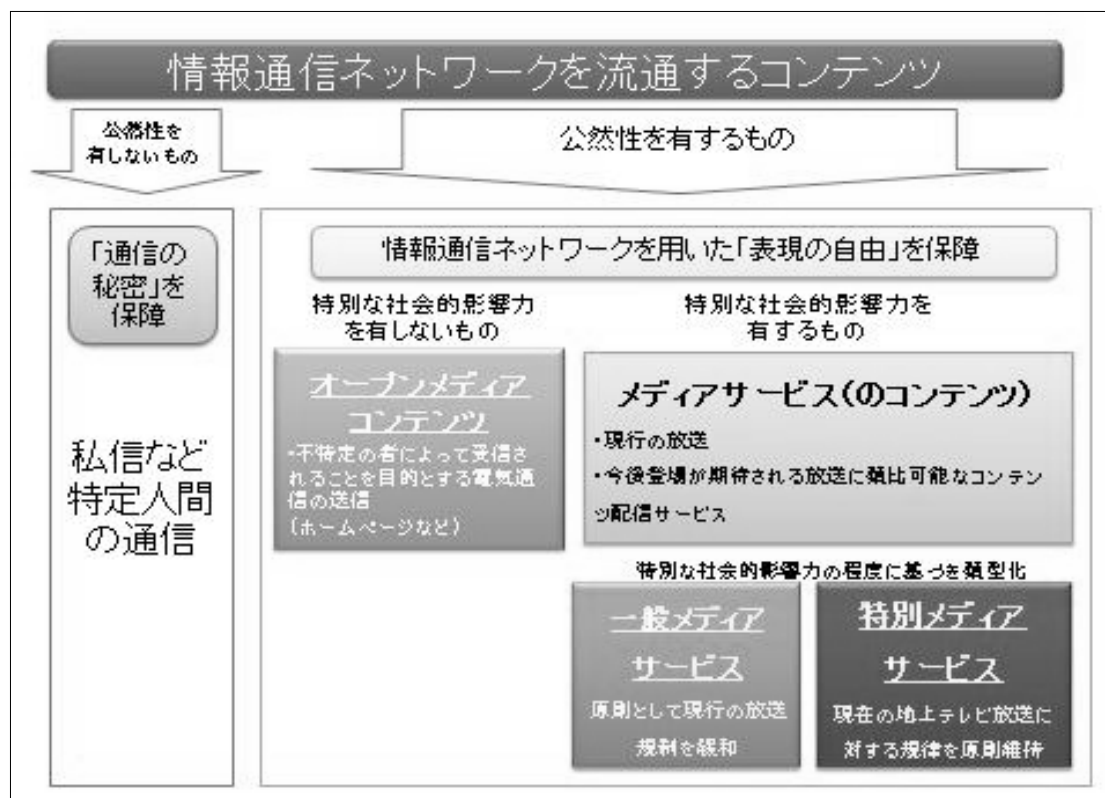 情報通信ネットワークを流通するコンテンツ
公然性を
有しないもの
公然性を有するもの
「通信の
秘密」を
保障
私信など
特定人間
の通信
情報通信ネットワークを用いた「表現の自由」を保障
特別な社会的影響力
を有しないもの
オープンメディア
コンテンツ
・不特定の者によって受信さ
れることを目的とする電気通
信の送信
(ホームページなど)
特別な社会的影響力を
有するもの
メディアサービス(のコンテンツ)
・現行の放送
・今後登場が期待される放送に類比可能なコンテン
ツ配信サービス
特別な社会的影響力の程度に基づき類型化
一般メディア
サービス
原則として現行の放送
規制を緩和
特別メディア
サービス
現在の地上テレビ放送に
対する規律を原則維持